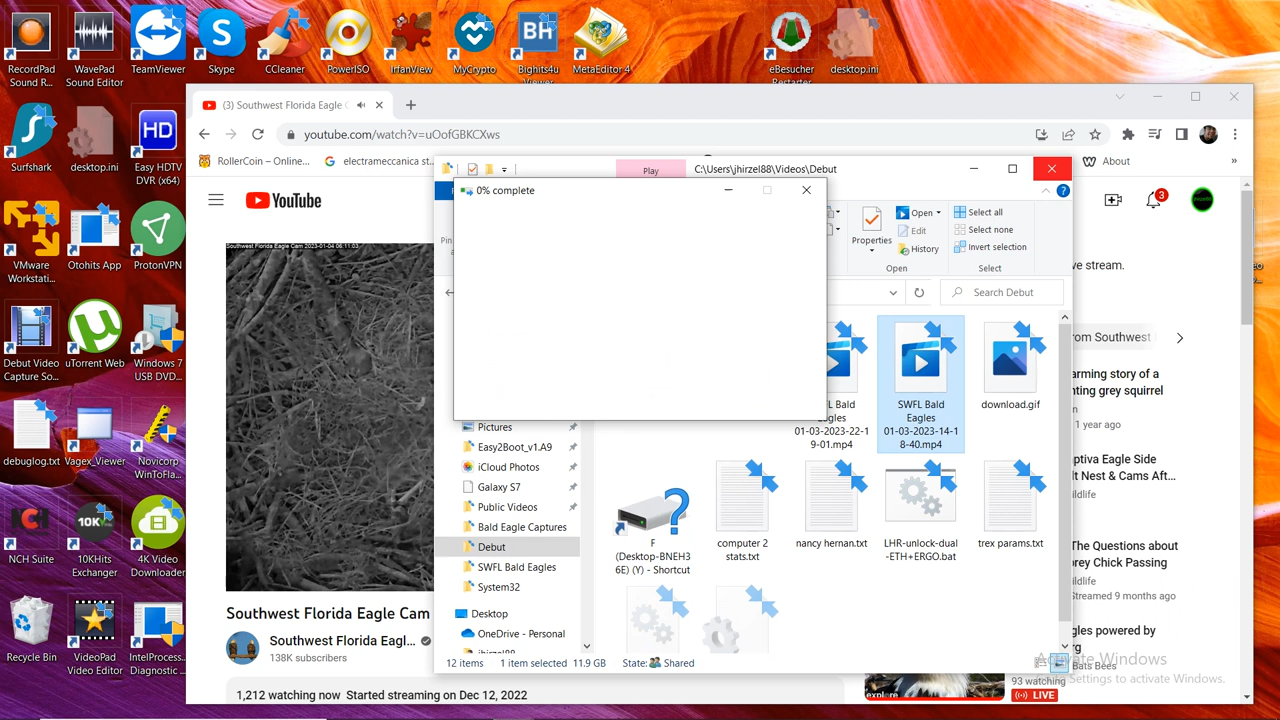 RecordPad
Sound R...
WavePad
Sound Editor
TeamViewer
Skype
CCleaner
PowerISO
IrfanView
MyCrypto
Bighits4u
Viewer
MetaEditor 4
eBesucher
Restarter
desktop.ini
Surfshark
desktop.ini
Easy HDTV
DVR (x64)
VMware
Workstati...
Otohits App
ProtonVPN
Debut Video
Capture So...
uTorrent Web
Windows 7
USB DVD...
debuglog.txt
Vagex_Viewer
Novicorp
WinToFla...
NCH Suite
10KHits
Exchanger
4K Video
Downloader
Recycle Bin
VideoPad
Video Editor
IntelProcess...
Diagnostic ...
(3) Southwest Florida Eagle C
youtube.com/watch?v=uOofGBKCXws
RollerCoin – Online...
electrameccanica st...
About
»
YouTube
3
Southwest Florida Eagle Cam 2023-01-04 06:11:03
Southwest Florida Eagle Cam
Southwest Florida Eagl...
138K subscribers
1,212 watching now Started streaming on Dec 12, 2022
Play
C:\Users\jhirzel88\Videos\Debut
0% complete
Properties
Open
Edit
History
Open
Select all
Select none
Invert selection
Select
Search Debut
Pictures
Easy2Boot_v1.A9
iCloud Photos
Galaxy S7
Public Videos
Bald Eagle Captures
Debut
SWFL Bald Eagles
System32
Desktop
OneDrive - Personal
jhirzel88
SWFL Bald
Eagles
01-03-2023-22-1
9-01.mp4
SWFL Bald
Eagles
01-03-2023-14-1
8-40.mp4
download.gif
F
(Desktop-BNEH3
6E) (Y) - Shortcut
computer 2
stats.txt
nancy hernan.txt
LHR-unlock-dual
-ETH+ERGO.bat
trex params.txt
12 items 1 item selected 11.9 GB State: Shared
ve stream.
rom Southwest
arming story of a
nting grey squirrel
n
1 year ago
aptiva Eagle Side
lt Nest & Cams Aft...
ldlife
The Questions about
prey Chick Passing
ildlife
Streamed 9 months ago
gles powered by
rg
Bats Bees
93 watching
LIVE
explore
Activate Windows
Settings to activate Windows.